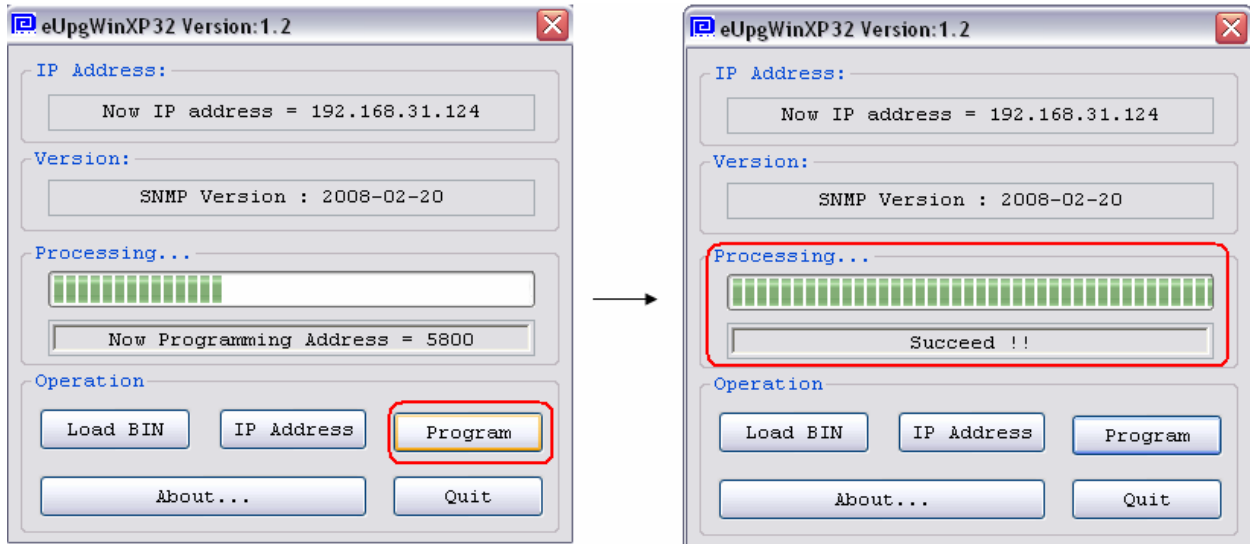 eUpgWinXP32 Version:1.2
IP Address:
Now IP address = 192.168.31.124
Version:
SNMP Version : 2008-02-20
Processing...
Now Programming Address = 5800
Operation
Load BIN
IP Address
Program
About...
Quit
eUpgWinXP32 Version:1.2
IP Address:
Now IP address = 192.168.31.124
Version:
SNMP Version : 2008-02-20
Processing...
Succeed !!
Operation
Load BIN
IP Address
Program
About...
Quit